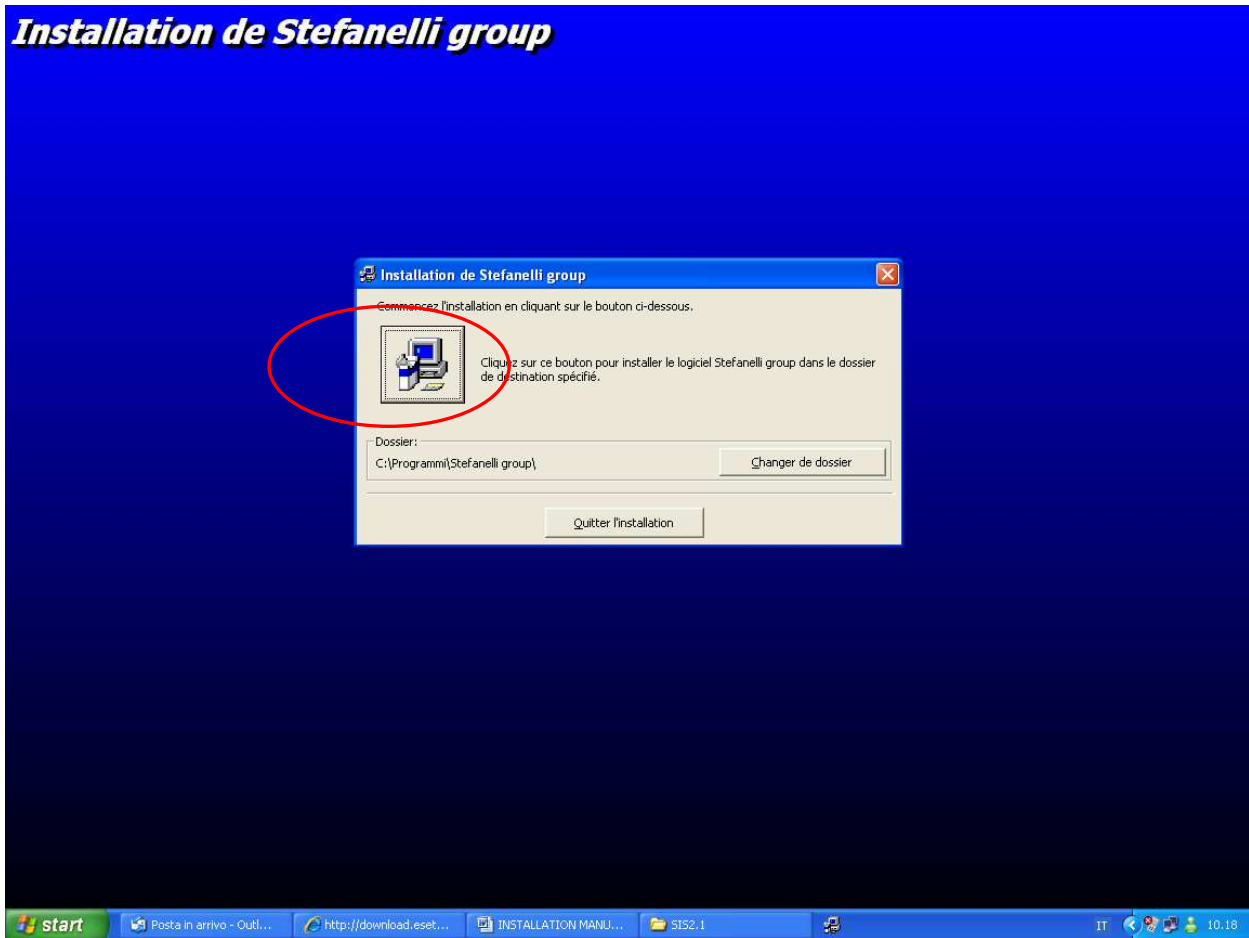 Installation de Stefanelli group
Installation de Stefanelli group
Commencez l'installation en cliquant sur le bouton ci-dessous.
Cliquez sur ce bouton pour installer le logiciel Stefanelli group dans le dossier
de destination spécifié.
Dossier:
C:\Programmi\Stefanelli group\
Changer de dossier
Quitter l'installation
start
Posta in arrivo - Outl...
http://download.eset...
INSTALLATION MANU...
SIS2.1
IT
10.18